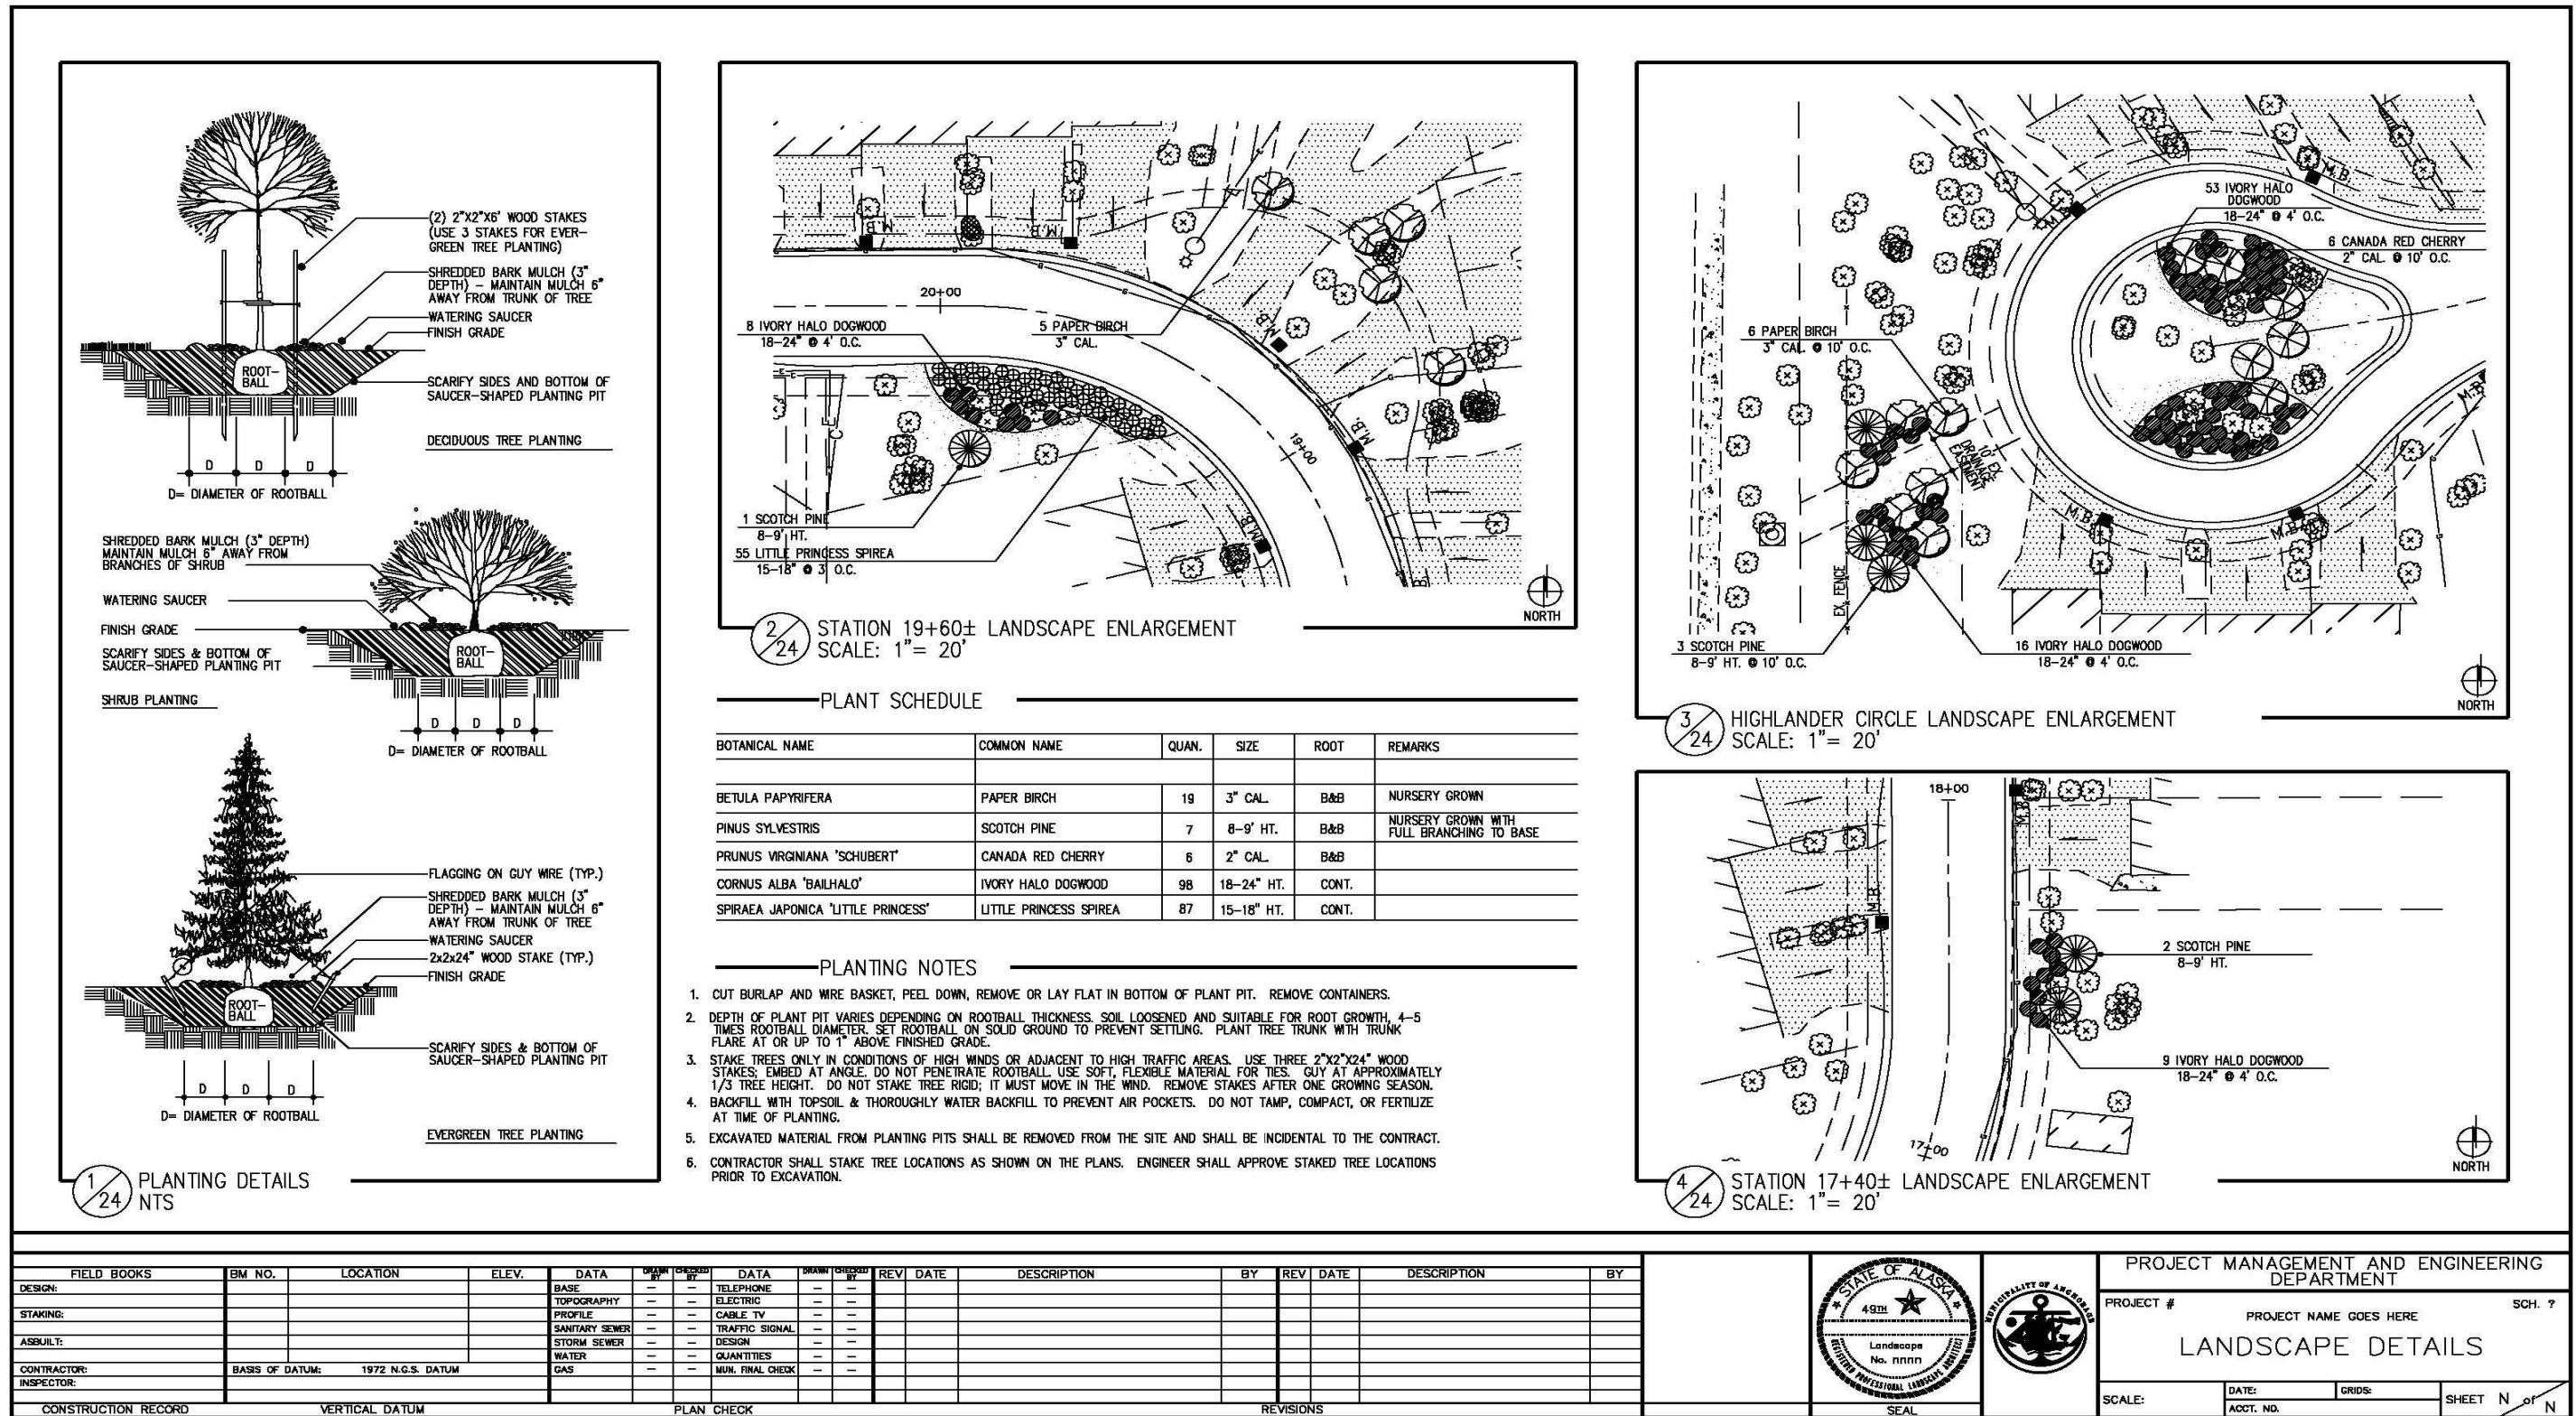 (2) 2"X2"X6' WOOD STAKES
(USE 3 STAKES FOR EVER-
GREEN TREE PLANTING)
SHREDDED BARK MULCH (3"
DEPTH) - MAINTAIN MULCH 6"
AWAY FROM TRUNK OF TREE
WATERING SAUCER
FINISH GRADE
ROOT-
BALL
SCARIFY SIDES AND BOTTOM OF
SAUCER-SHAPED PLANTING PIT
DECIDUOUS TREE PLANTING
D D D
D= DIAMETER OF ROOTBALL
SHREDDED BARK MULCH (3" DEPTH)
MAINTAIN MULCH 6" AWAY FROM
BRANCHES OF SHRUB
WATERING SAUCER
FINISH GRADE
SCARIFY SIDES & BOTTOM OF
SAUCER-SHAPED PLANTING PIT
ROOT-
BALL
SHRUB PLANTING
D D D
D= DIAMETER OF ROOTBALL
FLAGGING ON GUY WIRE (TYP.)
SHREDDED BARK MULCH (3"
DEPTH) - MAINTAIN MULCH 6"
AWAY FROM TRUNK OF TREE
WATERING SAUCER
2x2x24" WOOD STAKE (TYP.)
FINISH GRADE
ROOT-
BALL
SCARIFY SIDES & BOTTOM OF
SAUCER-SHAPED PLANTING PIT
D D D
D= DIAMETER OF ROOTBALL
EVERGREEN TREE PLANTING
1/24 PLANTING DETAILS
NTS
M.B.
M.B.
20+00
8 IVORY HALO DOGWOOD
18-24" @ 4' O.C.
5 PAPER BIRCH
3" CAL.
M.B.
19+00
M.B.
M.B.
1 SCOTCH PINE
8-9' HT.
55 LITTLE PRINCESS SPIREA
15-18" @ 3' O.C.
NORTH
2/24 STATION 19+60± LANDSCAPE ENLARGEMENT
SCALE: 1"= 20'
PLANT SCHEDULE
BOTANICAL NAME COMMON NAME QUAN. SIZE ROOT REMARKS
BETULA PAPYRIFERA PAPER BIRCH 19 3" CAL. B&B NURSERY GROWN
PINUS SYLVESTRIS SCOTCH PINE 7 8-9' HT. B&B NURSERY GROWN WITH
FULL BRANCHING TO BASE
PRUNUS VIRGINIANA 'SCHUBERT' CANADA RED CHERRY 6 2" CAL. B&B
CORNUS ALBA 'BAILHALO' IVORY HALO DOGWOOD 98 18-24" HT. CONT.
SPIRAEA JAPONICA 'LITTLE PRINCESS' LITTLE PRINCESS SPIREA 87 15-18" HT. CONT.
PLANTING NOTES
1. CUT BURLAP AND WIRE BASKET, PEEL DOWN, REMOVE OR LAY FLAT IN BOTTOM OF PLANT PIT. REMOVE CONTAINERS.
2. DEPTH OF PLANT PIT VARIES DEPENDING ON ROOTBALL THICKNESS. SOIL LOOSENED AND SUITABLE FOR ROOT GROWTH, 4-5
TIMES ROOTBALL DIAMETER. SET ROOTBALL ON SOLID GROUND TO PREVENT SETTLING. PLANT TREE TRUNK WITH TRUNK
FLARE AT OR UP TO 1" ABOVE FINISHED GRADE.
3. STAKE TREES ONLY IN CONDITIONS OF HIGH WINDS OR ADJACENT TO HIGH TRAFFIC AREAS. USE THREE 2"X2"X24" WOOD
STAKES; EMBED AT ANGLE. DO NOT PENETRATE ROOTBALL. USE SOFT, FLEXIBLE MATERIAL FOR TIES. GUY AT APPROXIMATELY
1/3 TREE HEIGHT. DO NOT STAKE TREE RIGID; IT MUST MOVE IN THE WIND. REMOVE STAKES AFTER ONE GROWING SEASON.
4. BACKFILL WITH TOPSOIL & THOROUGHLY WATER BACKFILL TO PREVENT AIR POCKETS. DO NOT TAMP, COMPACT, OR FERTILIZE
AT TIME OF PLANTING.
5. EXCAVATED MATERIAL FROM PLANTING PITS SHALL BE REMOVED FROM THE SITE AND SHALL BE INCIDENTAL TO THE CONTRACT.
6. CONTRACTOR SHALL STAKE TREE LOCATIONS AS SHOWN ON THE PLANS. ENGINEER SHALL APPROVE STAKED TREE LOCATIONS
PRIOR TO EXCAVATION.
M.B.
53 IVORY HALO
DOGWOOD
18-24" @ 4' O.C.
6 CANADA RED CHERRY
2" CAL. @ 10' O.C.
6 PAPER BIRCH
3" CAL. @ 10' O.C.
M.B.
10' EX.
DRAINAGE
EASEMENT
M.B.
M.B.
EX. FENCE
3 SCOTCH PINE
8-9' HT. @ 10' O.C.
16 IVORY HALO DOGWOOD
18-24" @ 4' O.C.
NORTH
3/24 HIGHLANDER CIRCLE LANDSCAPE ENLARGEMENT
SCALE: 1"= 20'
18+00
M.B.
M.B.
2 SCOTCH PINE
8-9' HT.
9 IVORY HALO DOGWOOD
18-24" @ 4' O.C.
17+00
NORTH
4/24 STATION 17+40± LANDSCAPE ENLARGEMENT
SCALE: 1"= 20'
FIELD BOOKS BM NO. LOCATION ELEV. DATA DRAWN BY CHECKED BY DATA DRAWN CHECKED BY REV DATE DESCRIPTION BY REV DATE DESCRIPTION BY
DESIGN: BASE - - TELEPHONE - -
TOPOGRAPHY - - ELECTRIC - -
STAKING: PROFILE - - CABLE TV - -
SANITARY SEWER - - TRAFFIC SIGNAL - -
ASBUILT: STORM SEWER - - DESIGN - -
WATER - - QUANTITIES - -
CONTRACTOR: BASIS OF DATUM: 1972 N.G.S. DATUM GAS - - MUN. FINAL CHECK - -
INSPECTOR:
CONSTRUCTION RECORD VERTICAL DATUM PLAN CHECK REVISIONS
STATE OF ALASKA
49TH
Landscape
No. nnnn
REGISTERED PROFESSIONAL LANDSCAPE ARCHITECT
SEAL
MUNICIPALITY OF ANCHORAGE
PROJECT MANAGEMENT AND ENGINEERING
DEPARTMENT
PROJECT # SCH. ?
PROJECT NAME GOES HERE
LANDSCAPE DETAILS
SCALE: DATE: GRIDS: SHEET N of N
ACCT. NO.